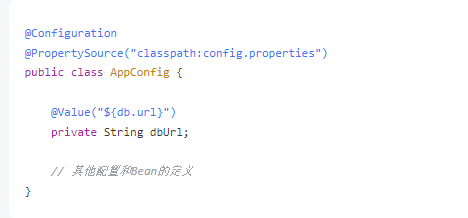 @Configuration
@PropertySource("classpath:config.properties")
public class AppConfig {
@Value("${db.url}")
private String dbUrl;
// 其他配置和Bean的定义
}